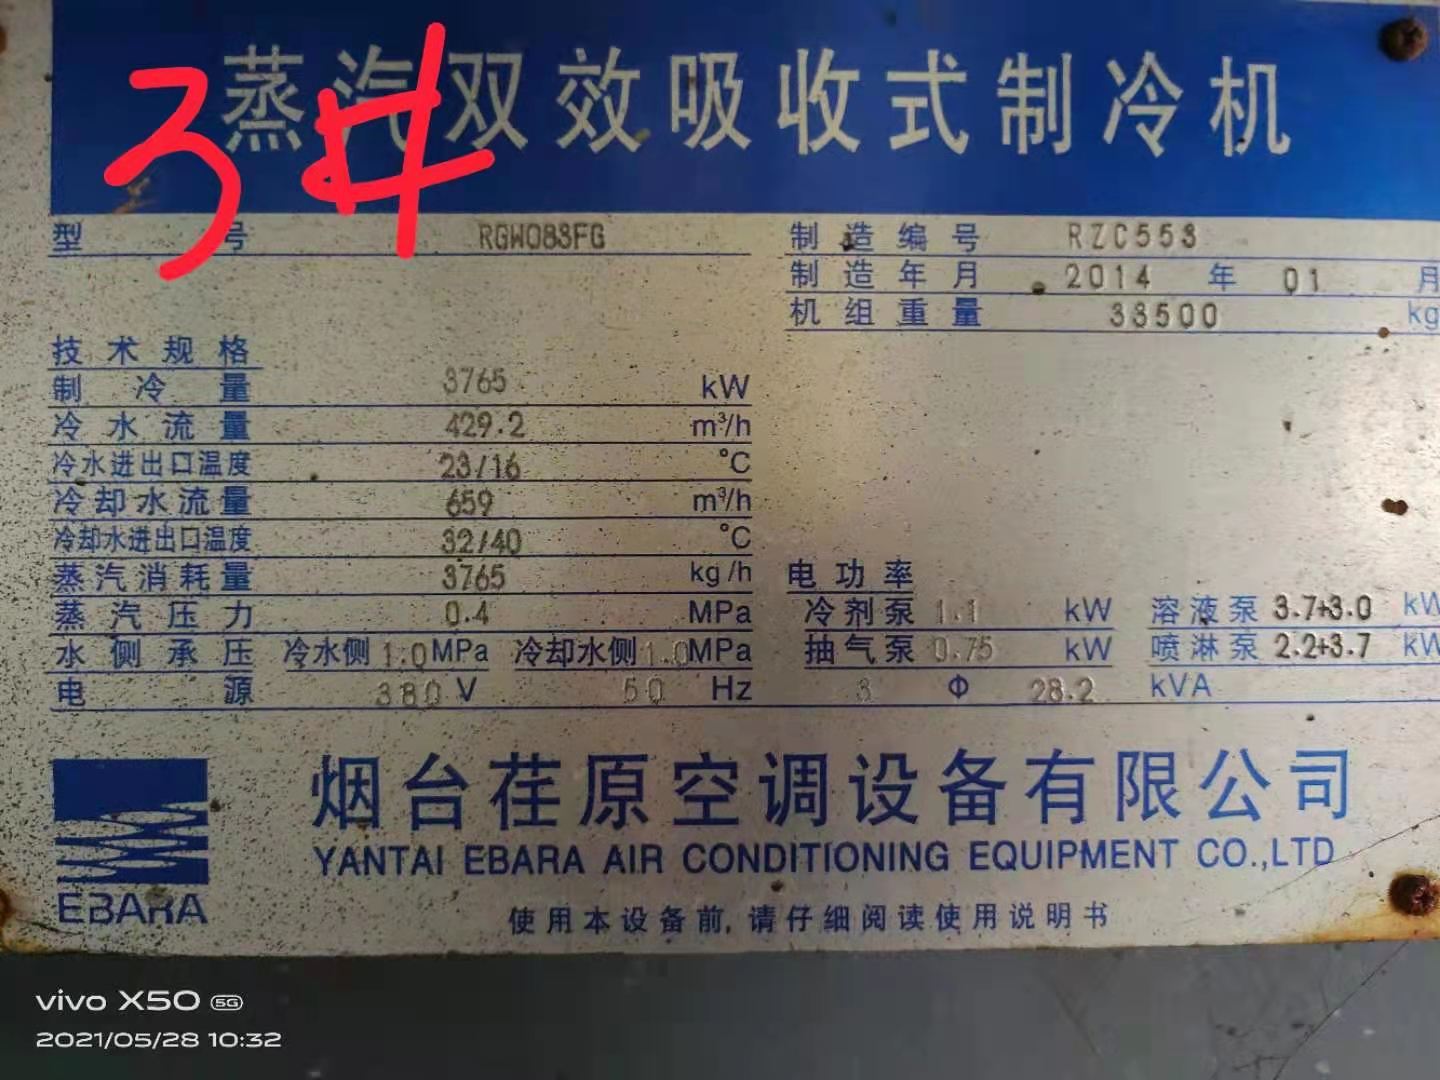 3#
蒸汽双效吸收式制冷机
型号 RGW083FG
制造编号 RZC553
制造年月 2014 年 01 月
机组重量 33500 kg
技术规格
制冷量 3765 kW
冷水流量 429.2 m³/h
冷水进出口温度 23/16 °C
冷却水流量 659 m³/h
冷却水进出口温度 32/40 °C
蒸汽消耗量 3765 kg/h
电功率
蒸汽压力 0.4 MPa 冷剂泵 1.1 kW 溶液泵 3.7+3.0 kW
水侧承压 冷水侧 1.0 MPa 冷却水侧 1.0 MPa 抽气泵 0.75 kW 喷淋泵 2.2+3.7 kW
电源 380 V 50 Hz 3 Φ 28.2 kVA
烟台荏原空调设备有限公司
YANTAI EBARA AIR CONDITIONING EQUIPMENT CO.,LTD
EBARA
使用本设备前,请仔细阅读使用说明书
vivo X50 5G
2021/05/28 10:32